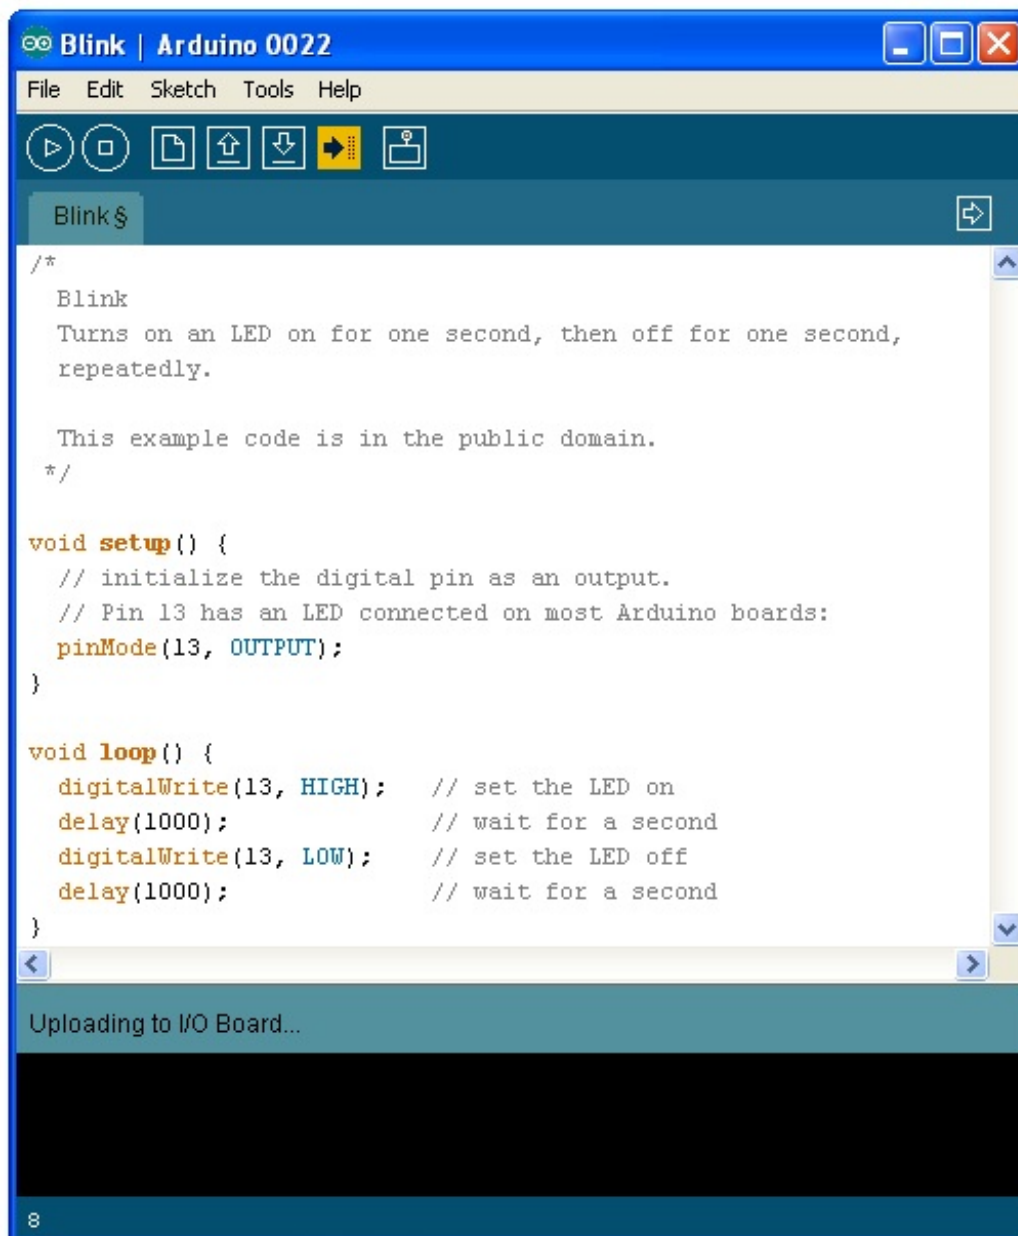 Blink | Arduino 0022
File Edit Sketch Tools Help
Blink §
/*
  Blink
  Turns on an LED on for one second, then off for one second,
  repeatedly.

  This example code is in the public domain.
 */

void setup() {
  // initialize the digital pin as an output.
  // Pin 13 has an LED connected on most Arduino boards:
  pinMode(13, OUTPUT);
}

void loop() {
  digitalWrite(13, HIGH);   // set the LED on
  delay(1000);              // wait for a second
  digitalWrite(13, LOW);    // set the LED off
  delay(1000);              // wait for a second
}
Uploading to I/O Board...
8